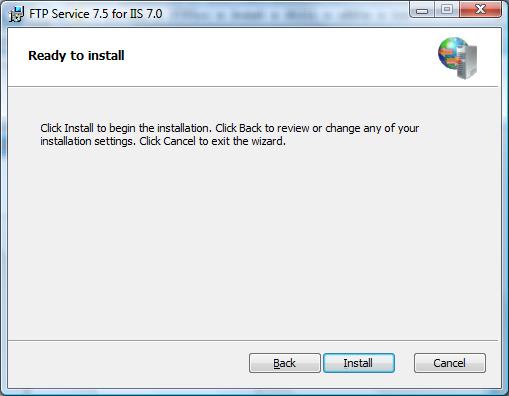 FTP Service 7.5 for IIS 7.0
Ready to install
Click Install to begin the installation. Click Back to review or change any of your
installation settings. Click Cancel to exit the wizard.
Back Install Cancel